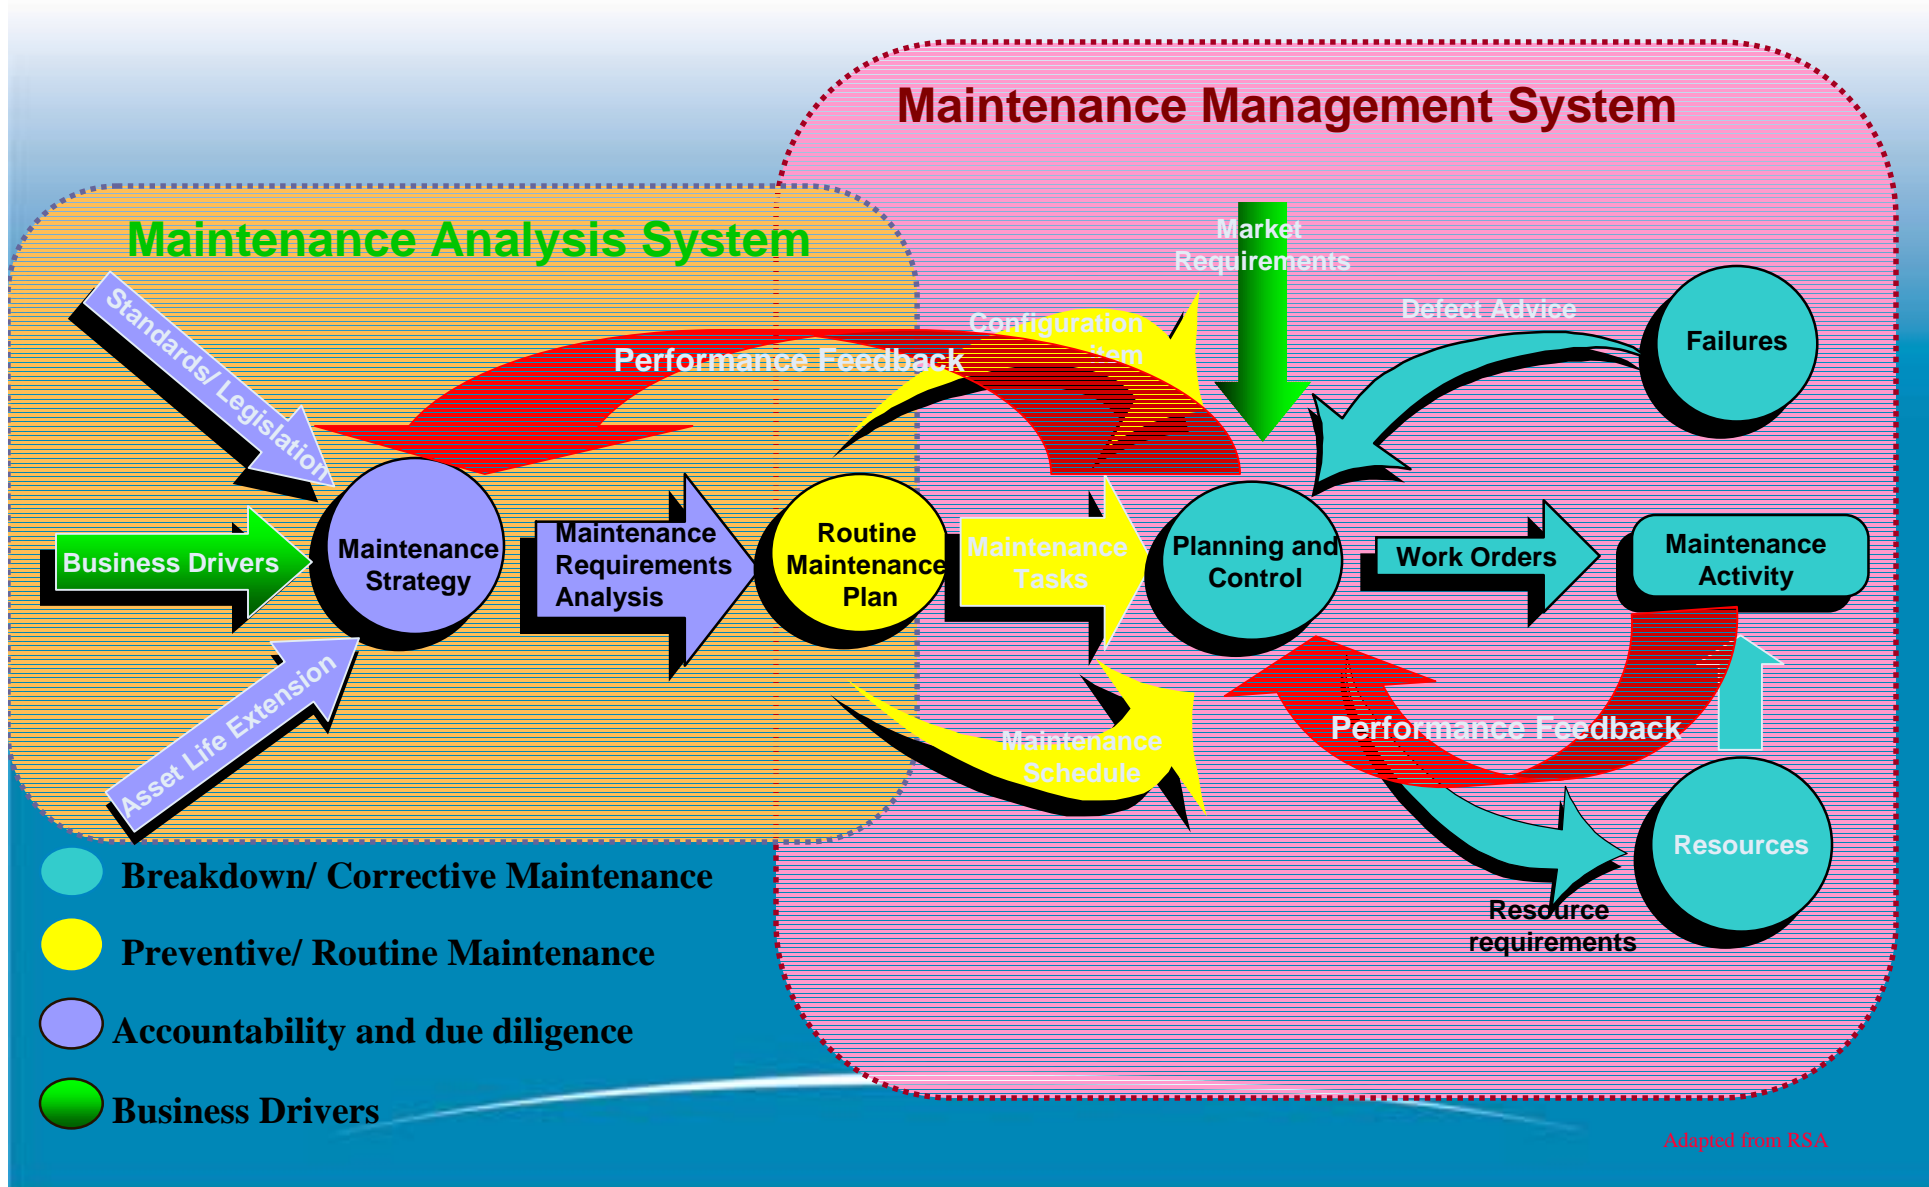 Maintenance Management System
Maintenance Analysis System
Market
Requirements
Standards/ Legislation
Configuration
item
Defect Advice
Failures
Performance Feedback
Business Drivers
Maintenance
Strategy
Maintenance
Requirements
Analysis
Routine
Maintenance
Plan
Maintenance
Tasks
Planning and
Control
Work Orders
Maintenance
Activity
Asset Life Extension
Maintenance
Schedule
Performance Feedback
Resources
Resource
requirements
Breakdown/ Corrective Maintenance
Preventive/ Routine Maintenance
Accountability and due diligence
Business Drivers
Adapted from RSA